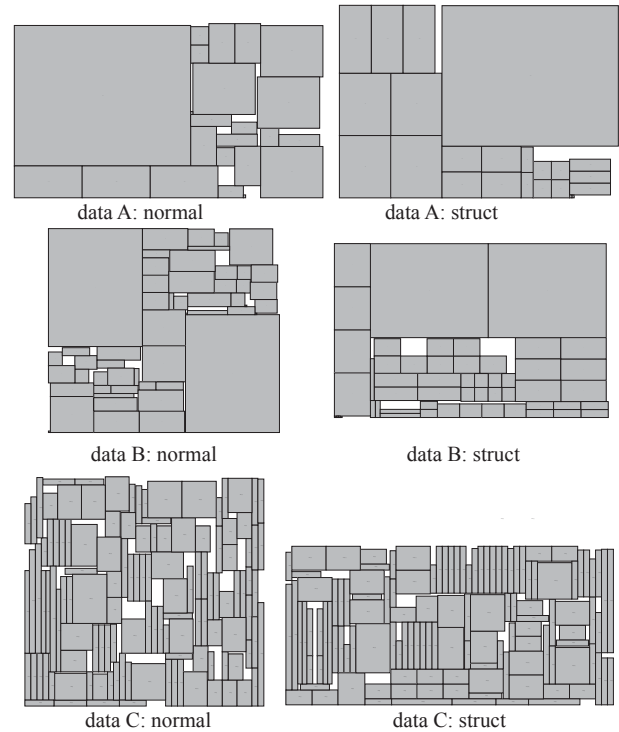 data A: normal
data A: struct
data B: normal
data B: struct
data C: normal
data C: struct